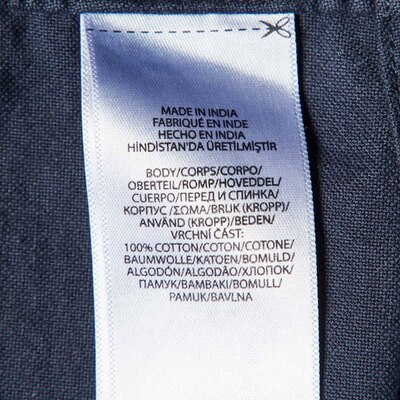 MADE IN INDIA
FABRIQUÉ EN INDE
HECHO EN INDIA
HİNDİSTAN'DA ÜRETİLMİŞTİR
BODY/CORPS/CORPO/
OBERTEIL/ROMP/HOVEDDEL/
CUERPO/ПЕРЕД И СПИНКА/
КОРПУС /ΣΩΜΑ/BRUK (KROPP)/
ANVÄND (KROPP)/BEDEN/
VRCHNÍ ČÁST:
100% COTTON/COTON/COTONE/
BAUMWOLLE/KATOEN/BOMULD/
ALGODÓN/ALGODÃO/ХЛОПОК/
ПАМУК/ΒΑΜΒΑΚΙ/BOMULL/
PAMUK/BAVLNA